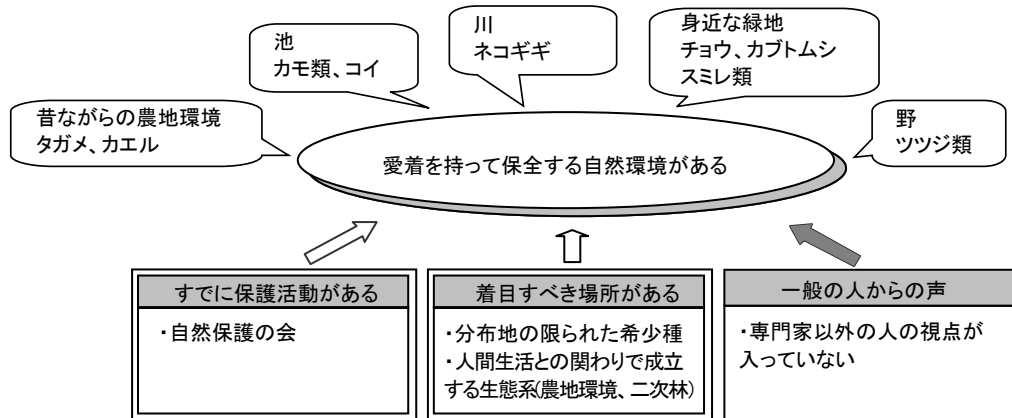 池
カモ類、コイ
川
ネコギギ
身近な緑地
チョウ、カブトムシ
スミレ類
昔ながらの農地環境
タガメ、カエル
野
ツツジ類
愛着を持って保全する自然環境がある
すでに保護活動がある
・自然保護の会
着目すべき場所がある
・分布地の限られた希少種
・人間生活との関わりで成立
する生態系(農地環境、二次林)
一般の人からの声
・専門家以外の人の視点が
入っていない